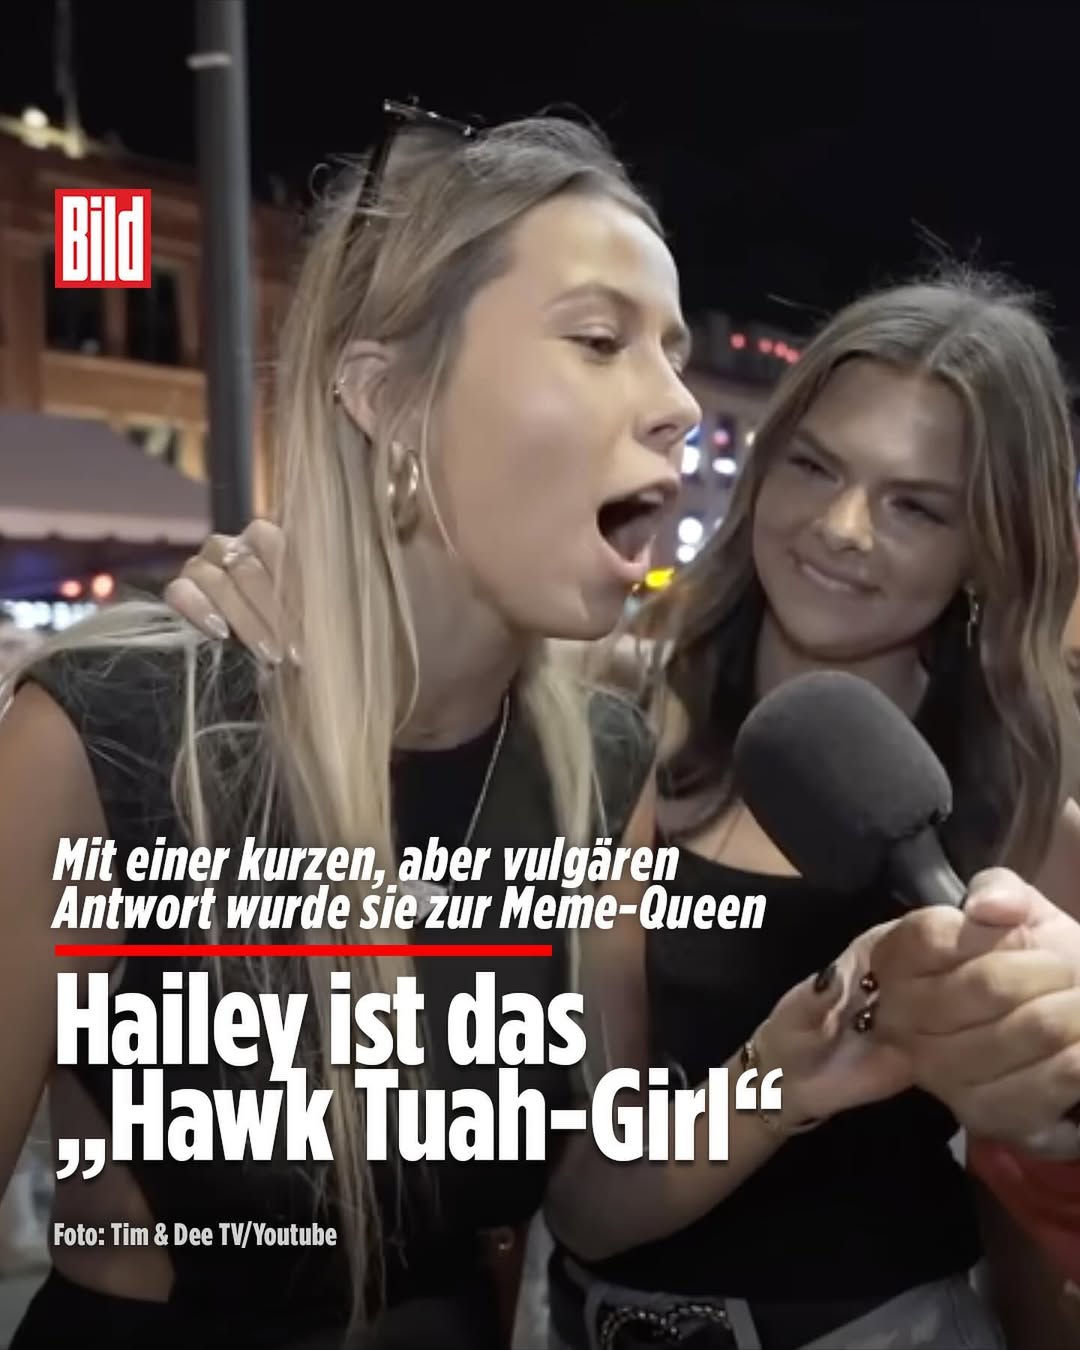 Bild
Mit einer kurzen, aber vulgären
Antwort wurde sie zur Meme-Queen
Hailey ist das
„Hawk Tuah-Girl“
Foto: Tim & Dee TV/Youtube